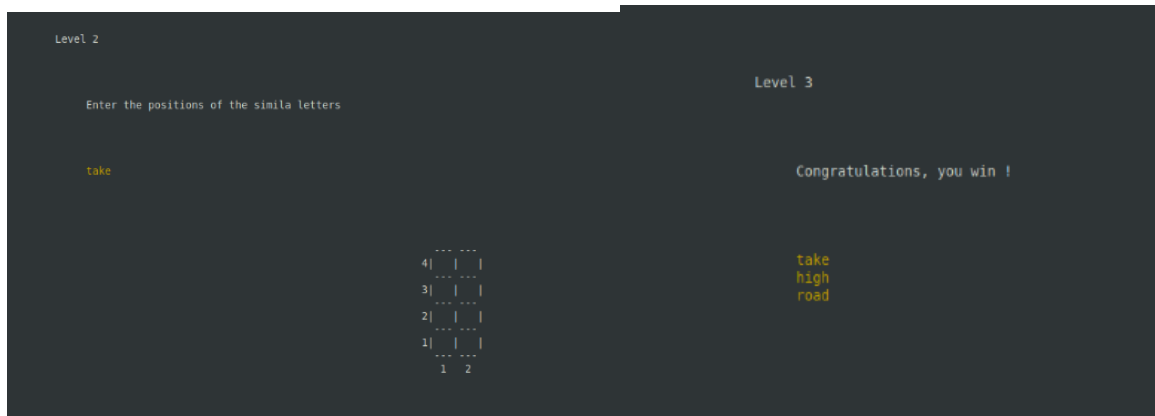 Level 2
Enter the positions of the simila letters
take
--- ---
4|   |   |
--- ---
3|   |   |
--- ---
2|   |   |
--- ---
1|   |   |
--- ---
1   2
Level 3
Congratulations, you win !
take
high
road